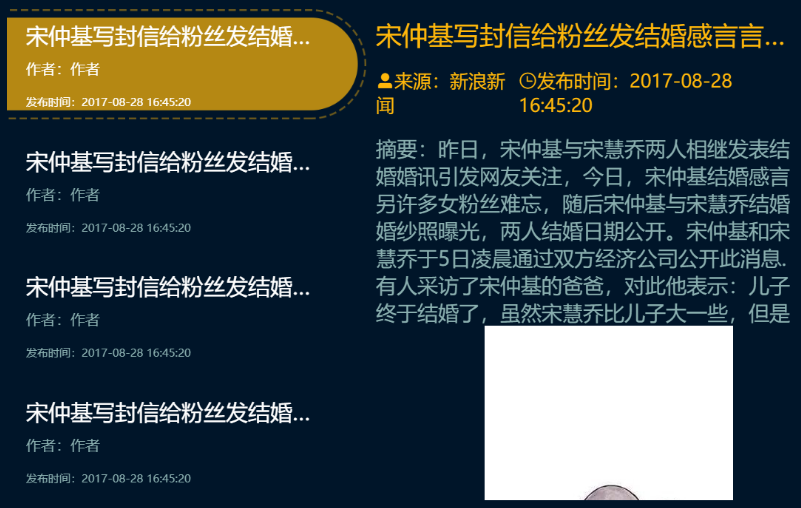 宋仲基写封信给粉丝发结婚...
作者：作者
发布时间：2017-08-28 16:45:20
宋仲基写封信给粉丝发结婚...
作者：作者
发布时间：2017-08-28 16:45:20
宋仲基写封信给粉丝发结婚...
作者：作者
发布时间：2017-08-28 16:45:20
宋仲基写封信给粉丝发结婚...
作者：作者
发布时间：2017-08-28 16:45:20
宋仲基写封信给粉丝发结婚感言言...
来源：新浪新
闻
发布时间：2017-08-28
16:45:20
摘要：昨日，宋仲基与宋慧乔两人相继发表结
婚婚讯引发网友关注，今日，宋仲基结婚感言
另许多女粉丝难忘，随后宋仲基与宋慧乔结婚
婚纱照曝光，两人结婚日期公开。宋仲基和宋
慧乔于5日凌晨通过双方经济公司公开此消息.
有人采访了宋仲基的爸爸，对此他表示：儿子
终于结婚了，虽然宋慧乔比儿子大一些，但是